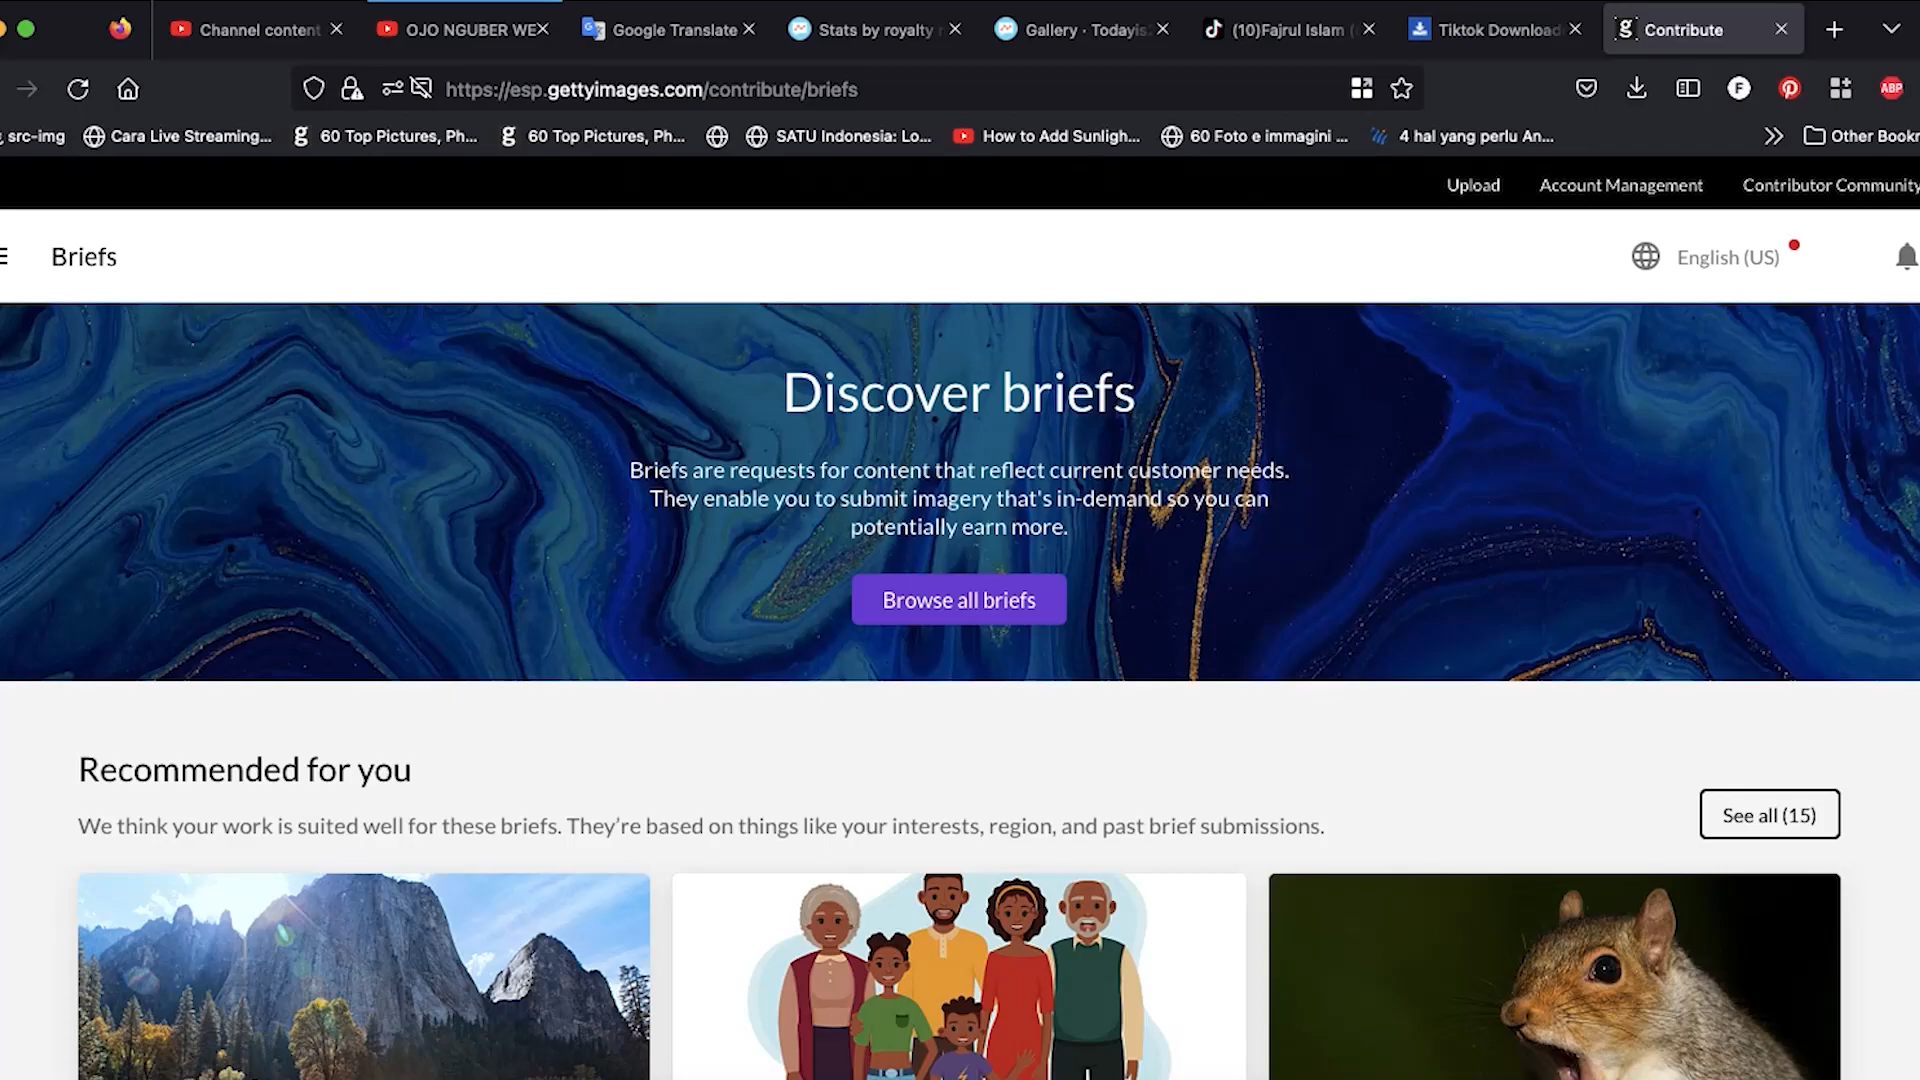 Channel content
OJO NGUBER WE
Google Translate
Stats by royalty
Gallery · Todayis
(10)Fajrul Islam (
Tiktok Download
Contribute
https://esp.gettyimages.com/contribute/briefs
F
ABP
src-img
Cara Live Streaming...
60 Top Pictures, Ph...
60 Top Pictures, Ph...
SATU Indonesia: Lo...
How to Add Sunligh...
60 Foto e immagini ...
4 hal yang perlu An...
Other Bookr
Upload
Account Management
Contributor Community
Briefs
English (US)
Discover briefs
Briefs are requests for content that reflect current customer needs.
They enable you to submit imagery that's in-demand so you can
potentially earn more.
Browse all briefs
Recommended for you
We think your work is suited well for these briefs. They’re based on things like your interests, region, and past brief submissions.
See all (15)